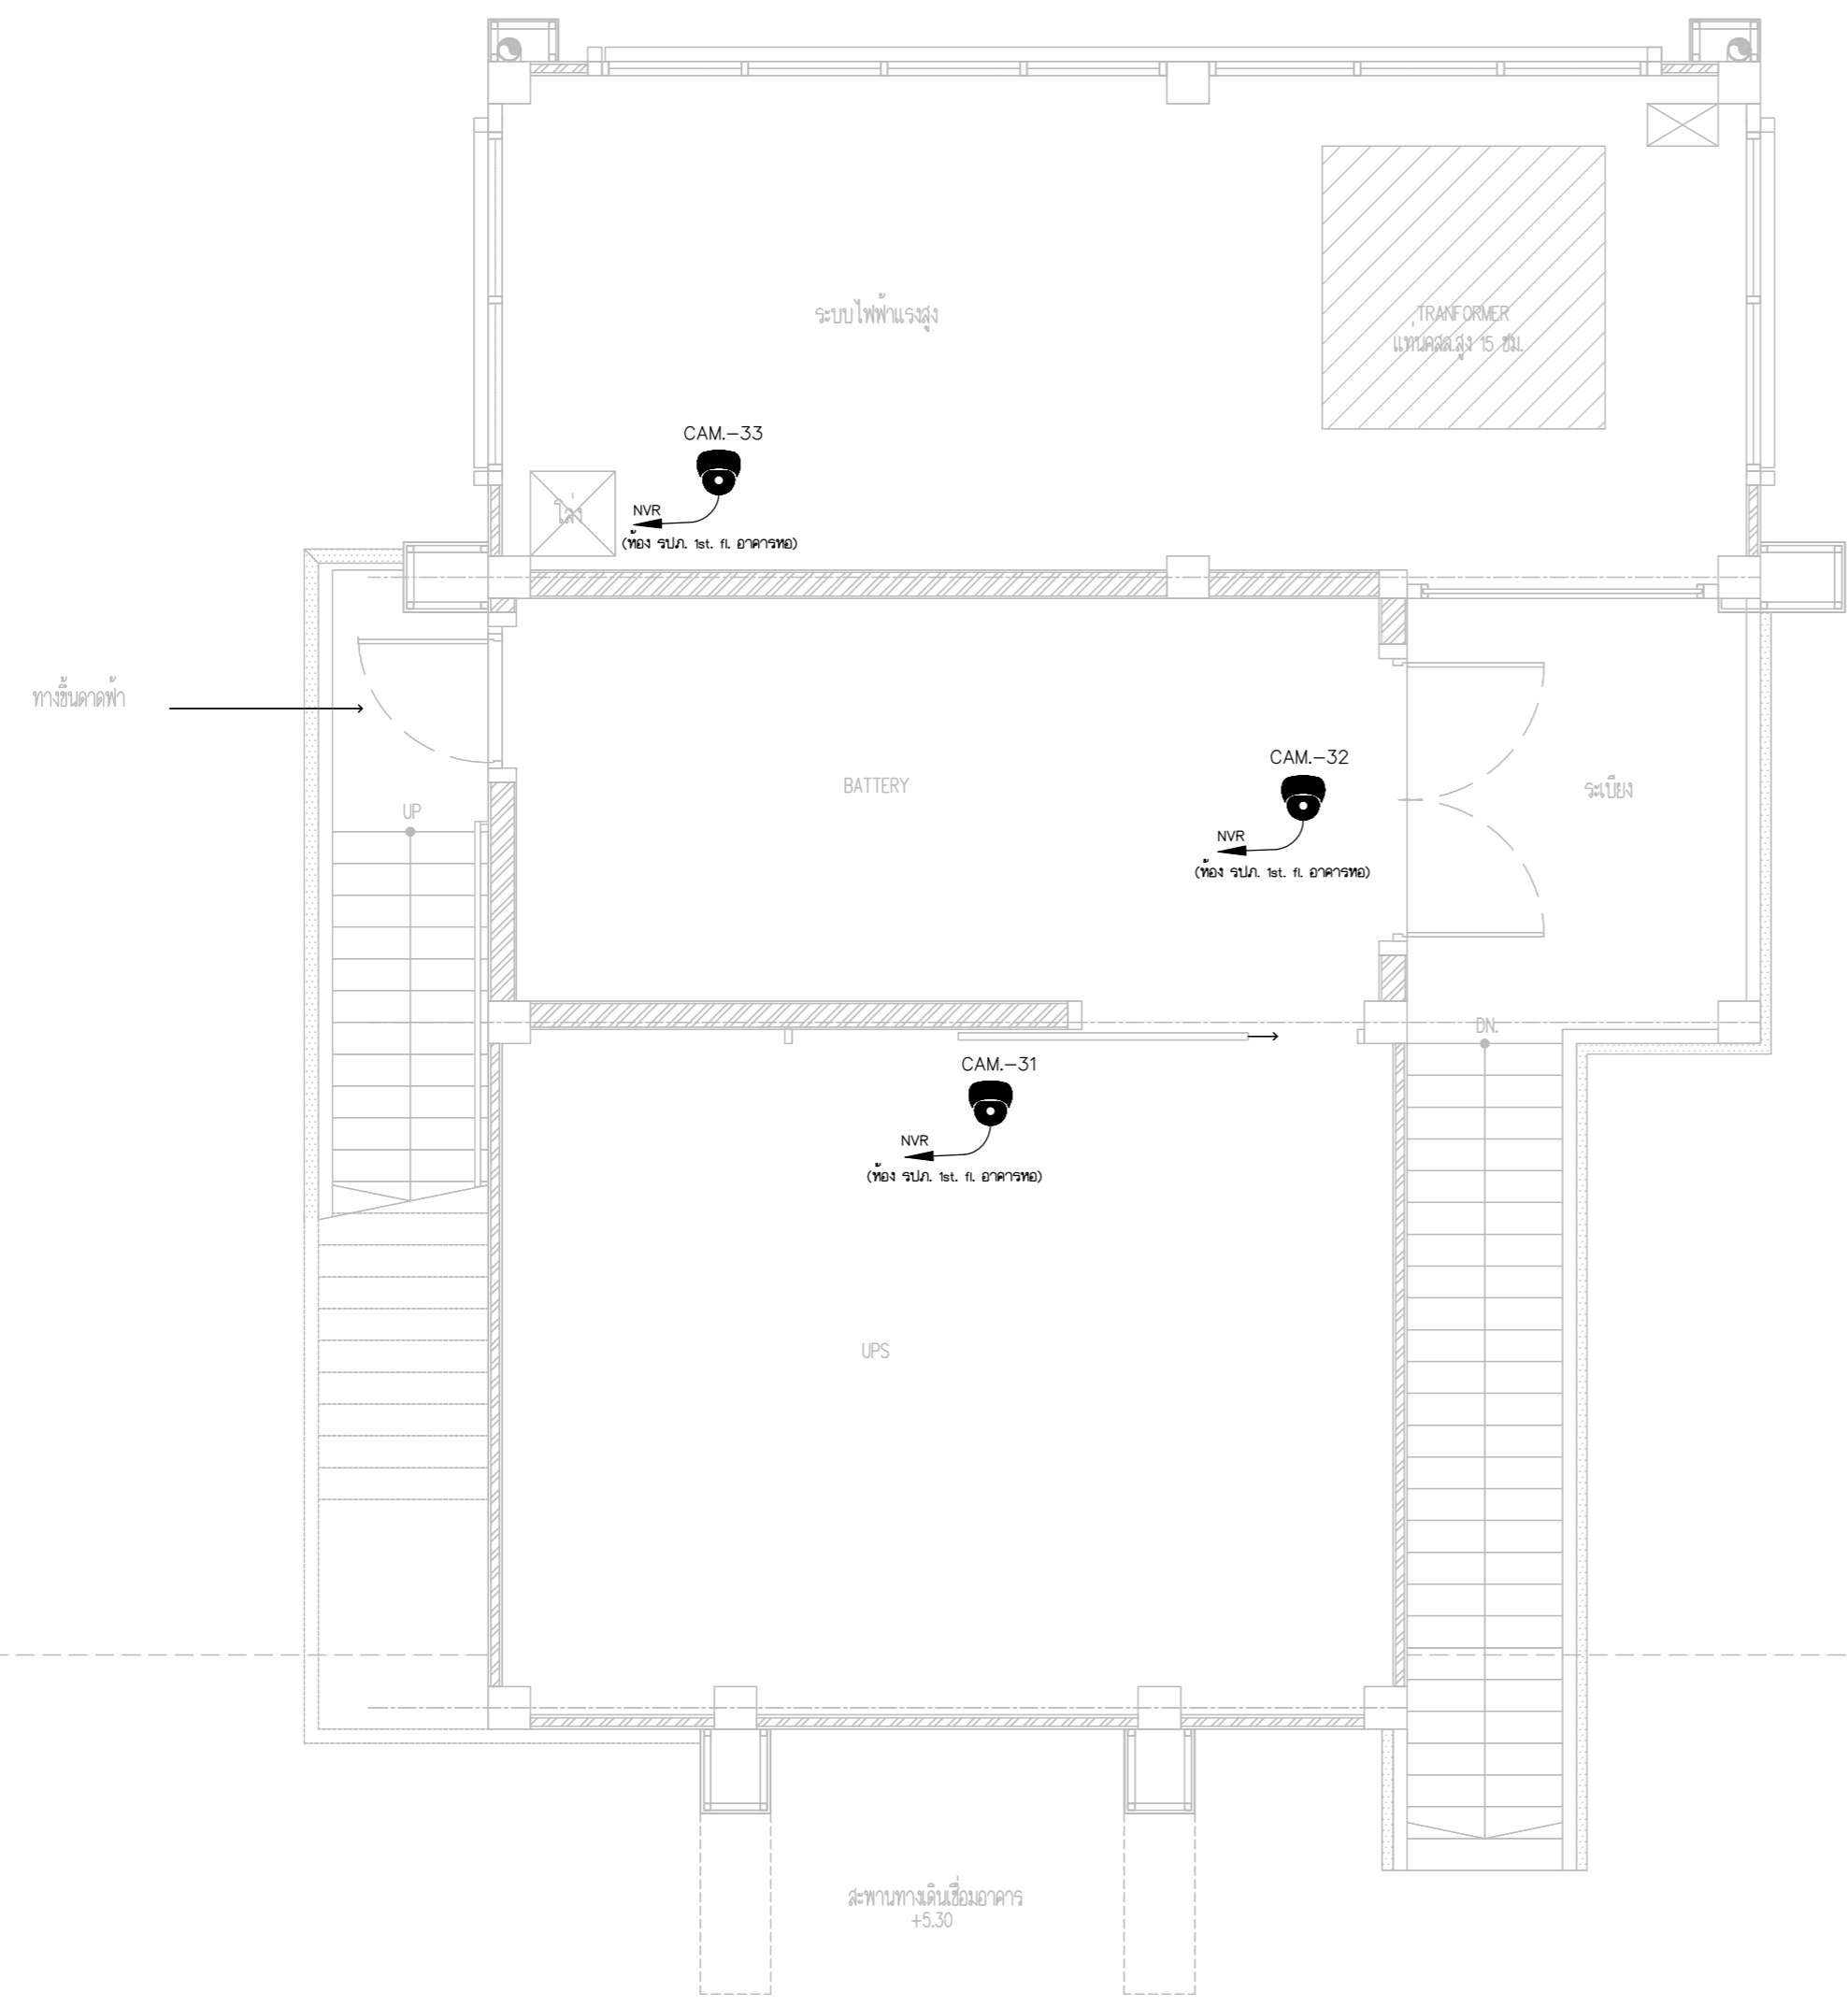 ระบบไฟฟ้าแรงสูง
TRANFORMER
แท่นคสล.สูง 15 ซม.
CAM.-33
โล่ง
NVR
(ห้อง รปภ. 1st. fl. อาคารหอ)
ทางขึ้นดาดฟ้า
CAM.-32
BATTERY
ระเบียง
UP
NVR
(ห้อง รปภ. 1st. fl. อาคารหอ)
DN.
CAM.-31
NVR
(ห้อง รปภ. 1st. fl. อาคารหอ)
UPS
สะพานทางเดินเชื่อมอาคาร
+5.30